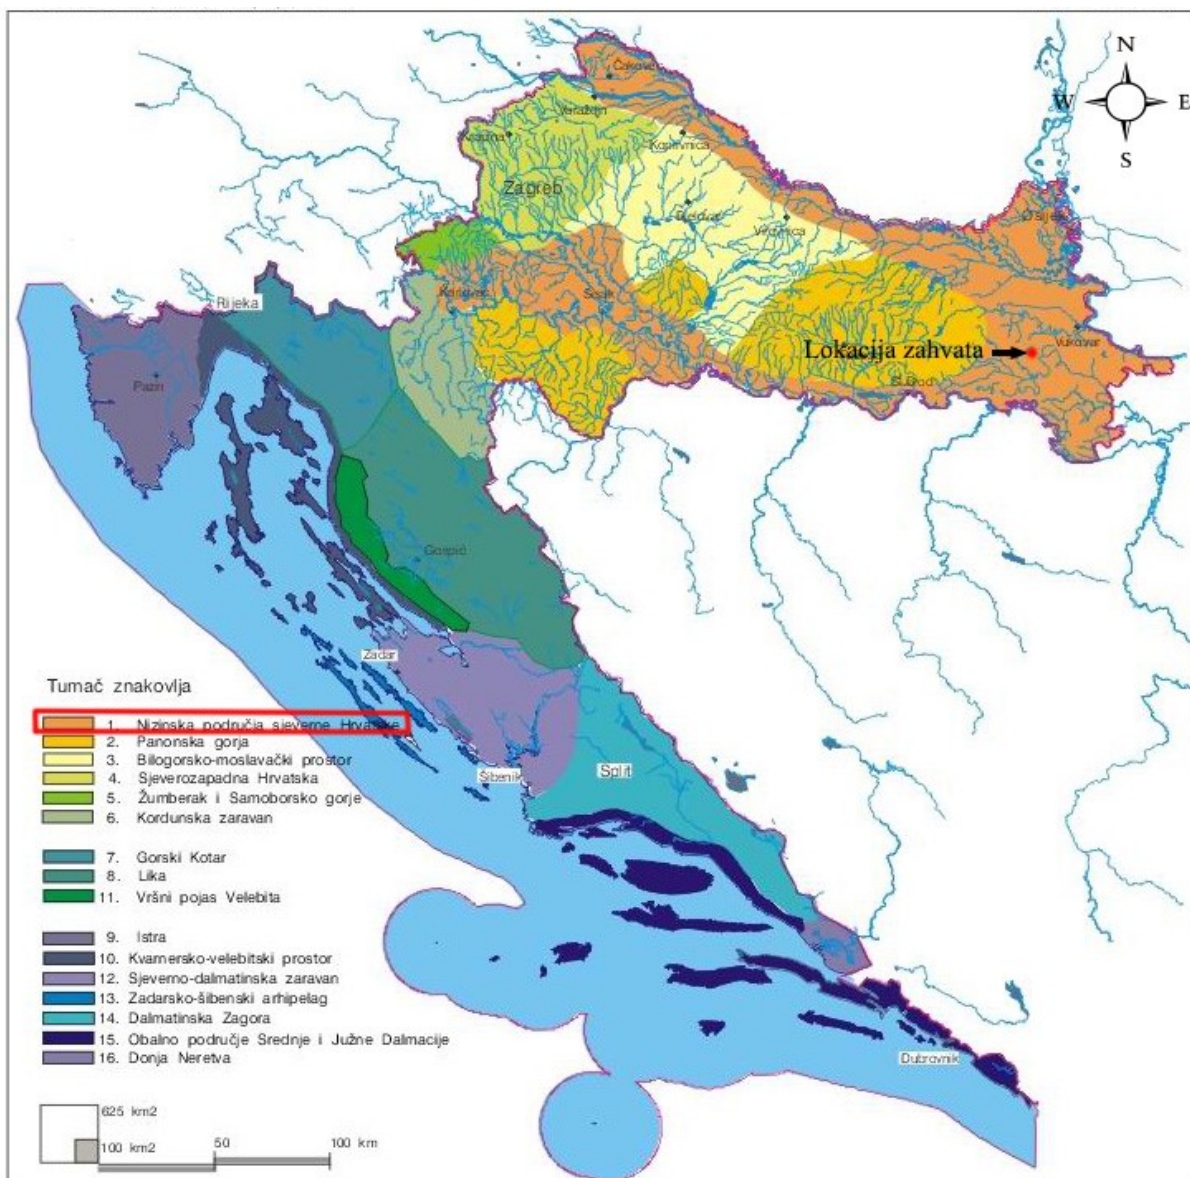 N
W E
S
Čakovec
Varaždin
Krapina
Koprivnica
Zagreb
Bjelovar
Virovitica
Osijek
Karlovac
Sisak
Rijeka
Vukovar
Lokacija zahvata
S.Brod
Pazin
Gospić
Zadar
Šibenik
Split
Dubrovnik
Tumač znakovlja
1. Nizinska područja sjeverne Hrvatske
2. Panonska gorja
3. Bilogorsko-moslavački prostor
4. Sjeverozapadna Hrvatska
5. Žumberak i Samoborsko gorje
6. Kordunska zaravan
7. Gorski Kotar
8. Lika
11. Vršni pojas Velebita
9. Istra
10. Kvarnersko-velebitski prostor
12. Sjeverno-dalmatinska zaravan
13. Zadarsko-šibenski arhipelag
14. Dalmatinska Zagora
15. Obalno područje Srednje i Južne Dalmacije
16. Donja Neretva
625 km2
100 km2
50
100 km